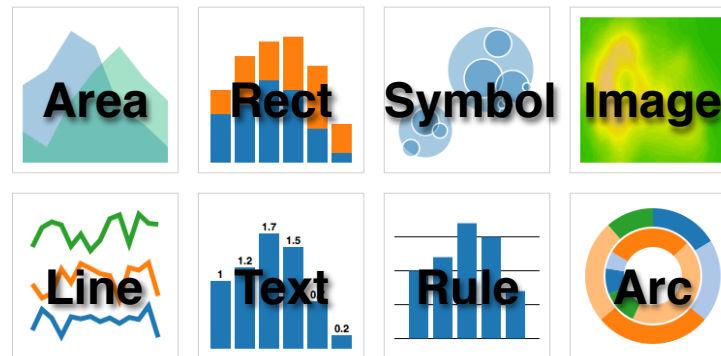 Area
Rect
Symbol
Image
Line
1
1.2
1.7
1.5
0.2
Text
Rule
Arc